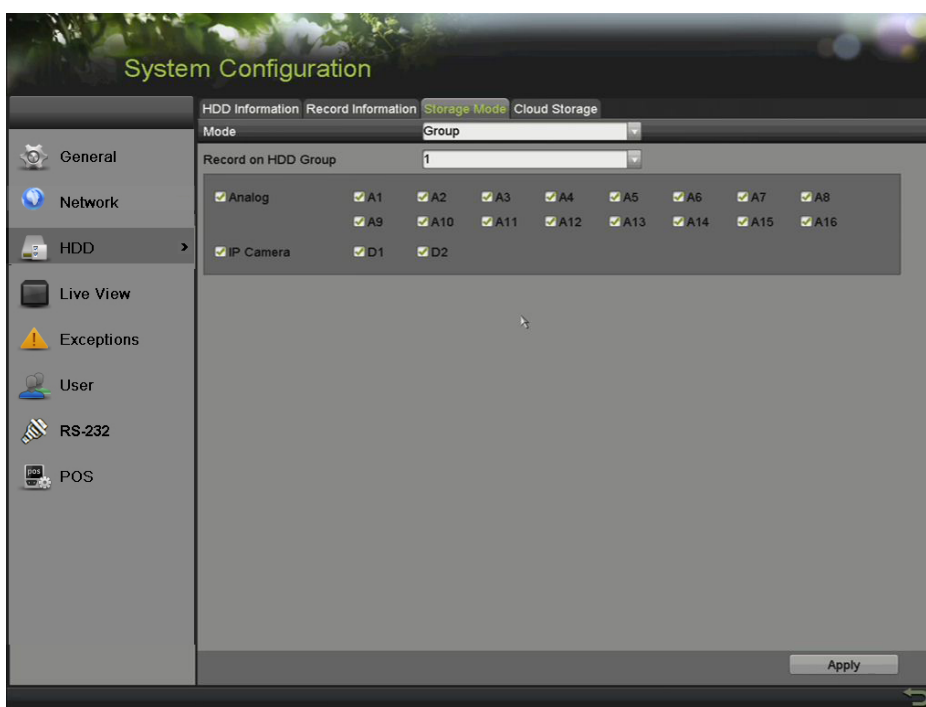 System Configuration
HDD Information Record Information Storage Mode Cloud Storage
Mode Group
Record on HDD Group 1
Analog A1 A2 A3 A4 A5 A6 A7 A8
A9 A10 A11 A12 A13 A14 A15 A16
IP Camera D1 D2
General
Network
HDD >
Live View
Exceptions
User
RS-232
pos POS
Apply